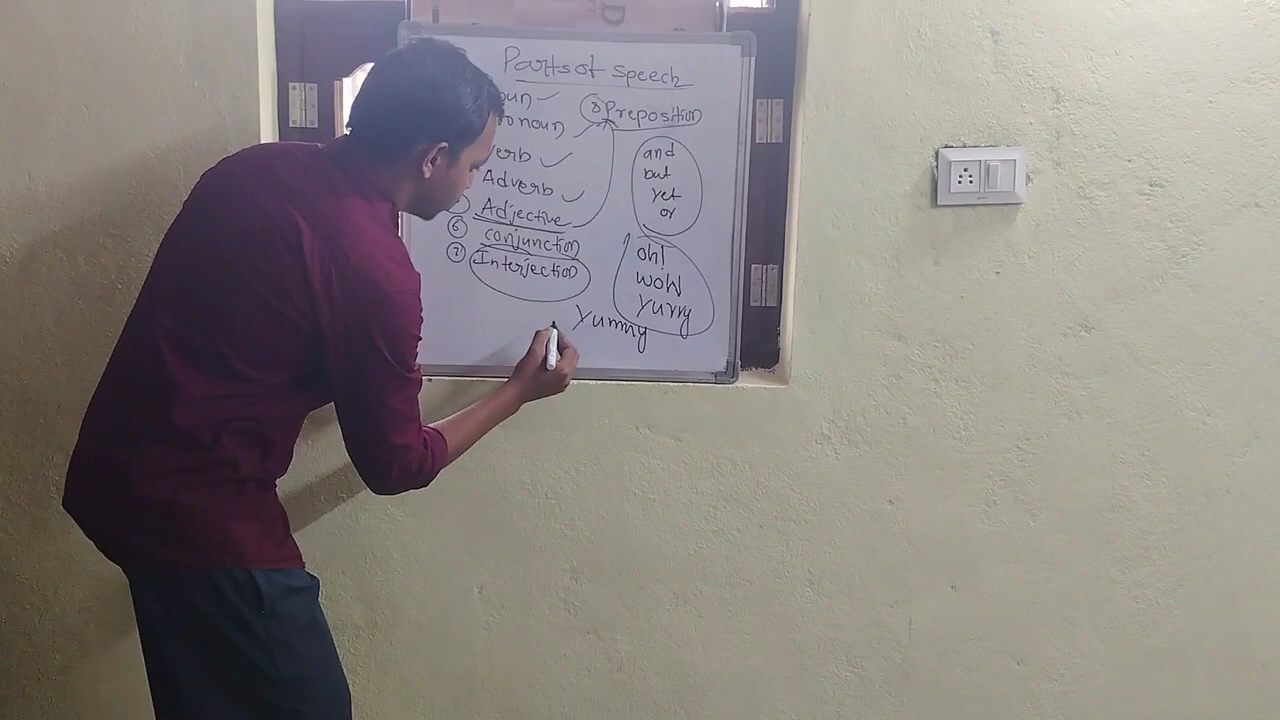 Parts of Speech
oun
onoun
verb
Adverb
Adjective
⑥ conjunction
⑦ Interjection
⑧ Preposition
and
but
yet
or
oh!
wow
Yurry
Yummy